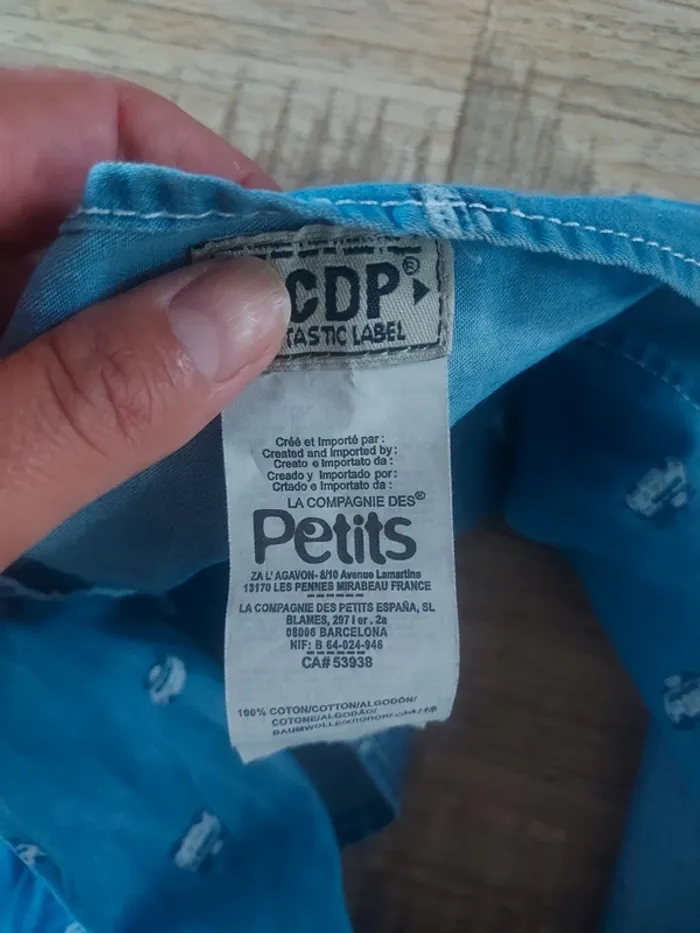 CDP®
TASTIC LABEL
Créé et Importé par :
Created and Imported by:
Creato e Importato da :
Creado y Importado por:
Crtado e Importato da :
LA COMPAGNIE DES®
Petits
ZA L' AGAVON- 8/10 Avenue Lamartine
13170 LES PENNES MIRABEAU FRANCE
LA COMPAGNIE DES PETITS ESPAÑA, SL
BLAMES, 297 I er . 2a
08006 BARCELONA
NIF: B 64-024-946
CA# 53938
100% COTON/COTTON/ALGODÓN/
COTONE/ALGODÃO/
BAUMWOLLE/